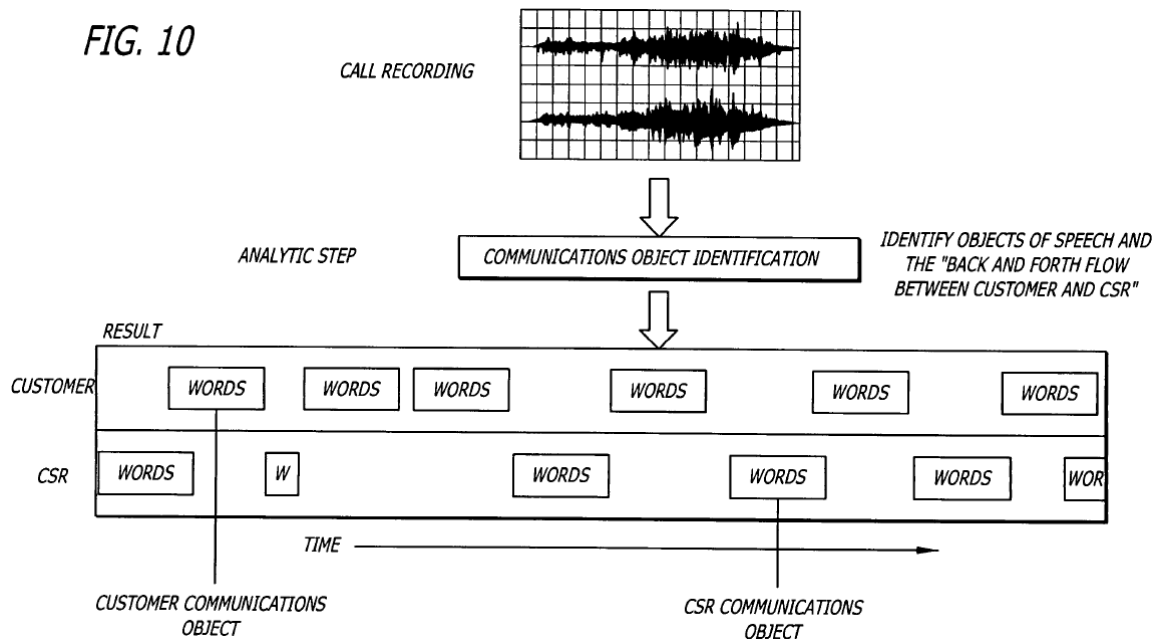 FIG. 10
CALL RECORDING
ANALYTIC STEP
COMMUNICATIONS OBJECT IDENTIFICATION
IDENTIFY OBJECTS OF SPEECH AND
THE "BACK AND FORTH FLOW
BETWEEN CUSTOMER AND CSR"
RESULT
CUSTOMER
WORDS WORDS WORDS WORDS WORDS WORDS
CSR
WORDS W WORDS WORDS WORDS WOR
TIME
CUSTOMER COMMUNICATIONS
OBJECT
CSR COMMUNICATIONS
OBJECT